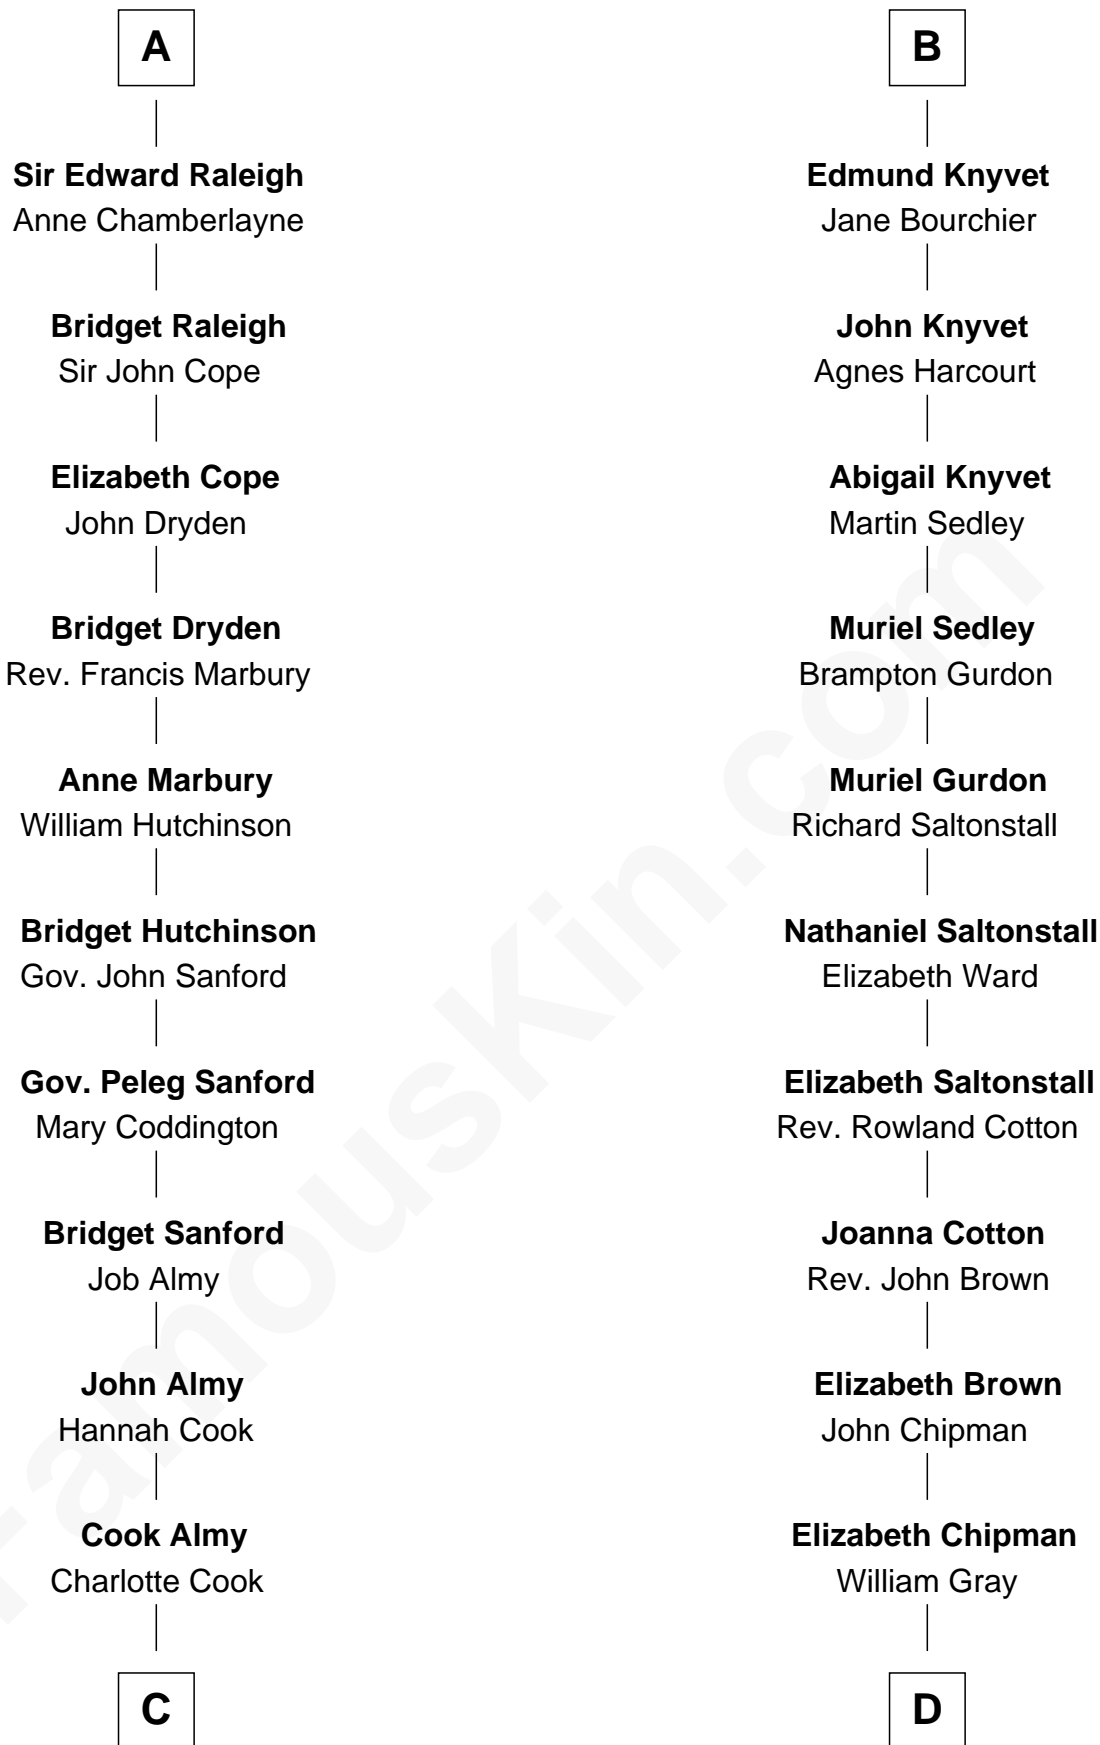 A
Sir Edward Raleigh
Anne Chamberlayne
Bridget Raleigh
Sir John Cope
Elizabeth Cope
John Dryden
Bridget Dryden
Rev. Francis Marbury
Anne Marbury
William Hutchinson
Bridget Hutchinson
Gov. John Sanford
Gov. Peleg Sanford
Mary Coddington
Bridget Sanford
Job Almy
John Almy
Hannah Cook
Cook Almy
Charlotte Cook
C
B
Edmund Knyvet
Jane Bourchier
John Knyvet
Agnes Harcourt
Abigail Knyvet
Martin Sedley
Muriel Sedley
Brampton Gurdon
Muriel Gurdon
Richard Saltonstall
Nathaniel Saltonstall
Elizabeth Ward
Elizabeth Saltonstall
Rev. Rowland Cotton
Joanna Cotton
Rev. John Brown
Elizabeth Brown
John Chipman
Elizabeth Chipman
William Gray
D
FamousKin.com